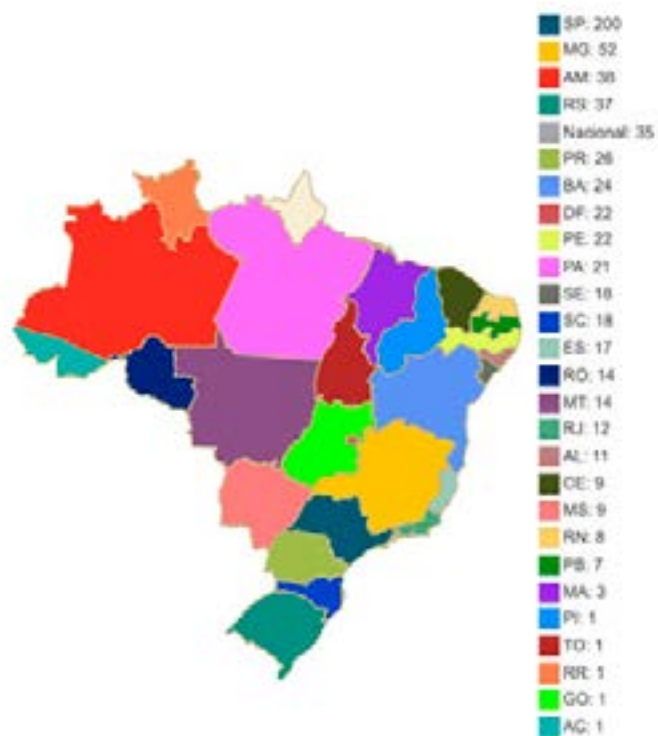 SP: 200
MG: 52
AM: 38
RS: 37
Nacional: 35
PR: 26
BA: 24
DF: 22
PE: 22
PA: 21
SE: 18
SC: 18
ES: 17
RO: 14
MT: 14
RJ: 12
AL: 11
CE: 9
MS: 9
RN: 8
PB: 7
MA: 3
PI: 1
TO: 1
RR: 1
GO: 1
AC: 1